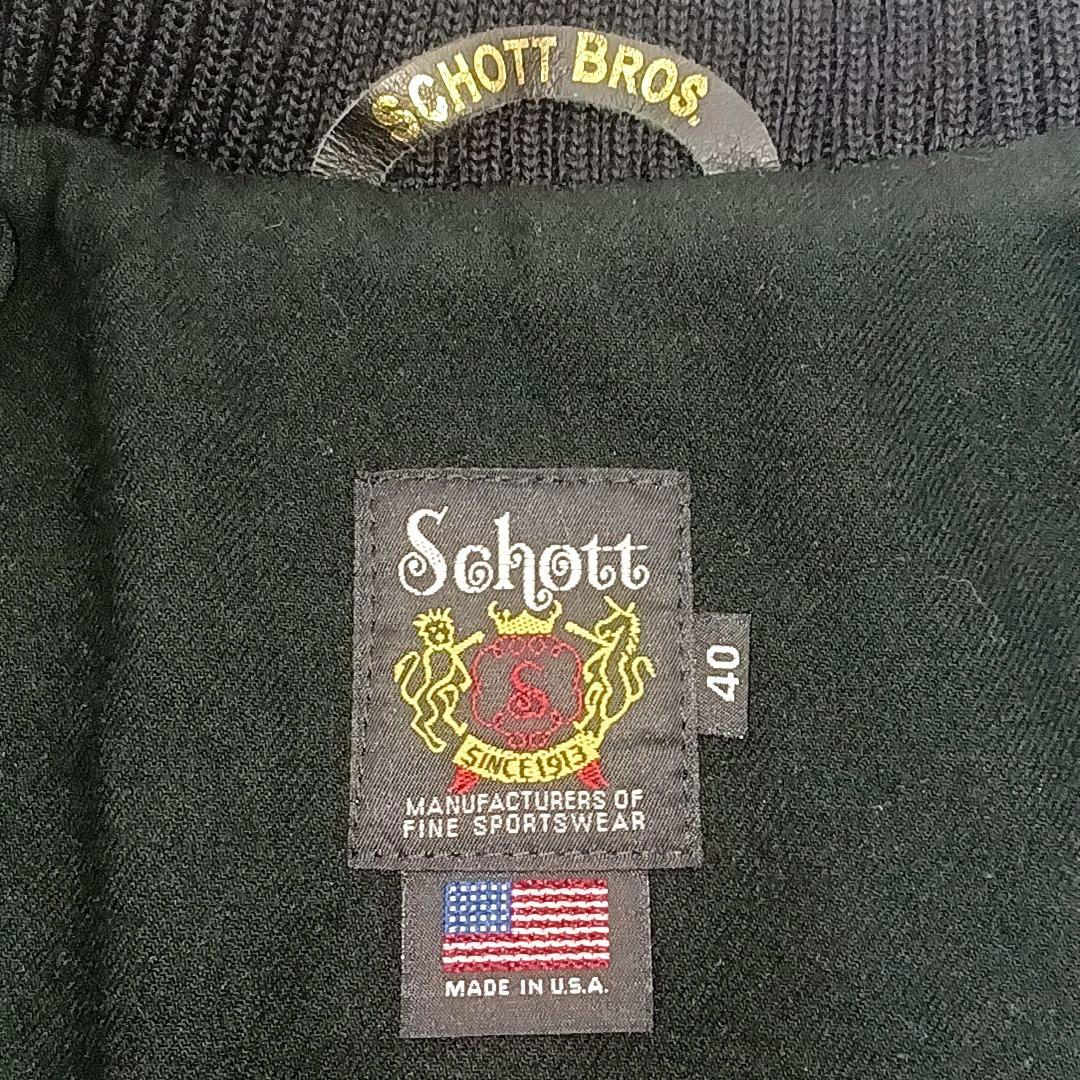 SCHOTT BROS.
Schott
S
SINCE 1913
MANUFACTURERS OF
FINE SPORTSWEAR
40
MADE IN U.S.A.